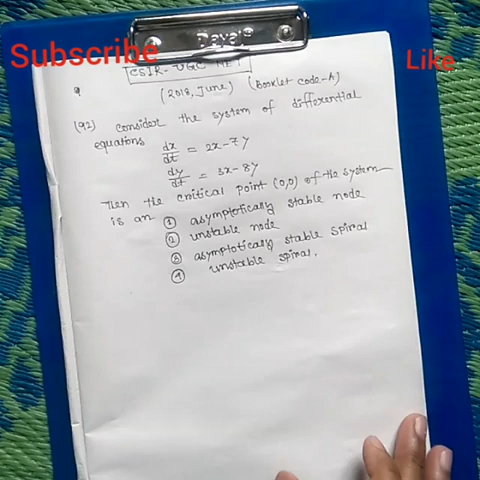 Subscribe
Like
Daya
CSIR-UGC NET
(2018, June) (Booklet code-A)
(92) consider the system of differential
equations
dx/dt = 2x-7y
dy/dt = 3x-8y
Then the critical point (0,0) of the system
is an
① asymptotically stable node
② unstable node
③ asymptotically stable spiral
④ unstable spiral.